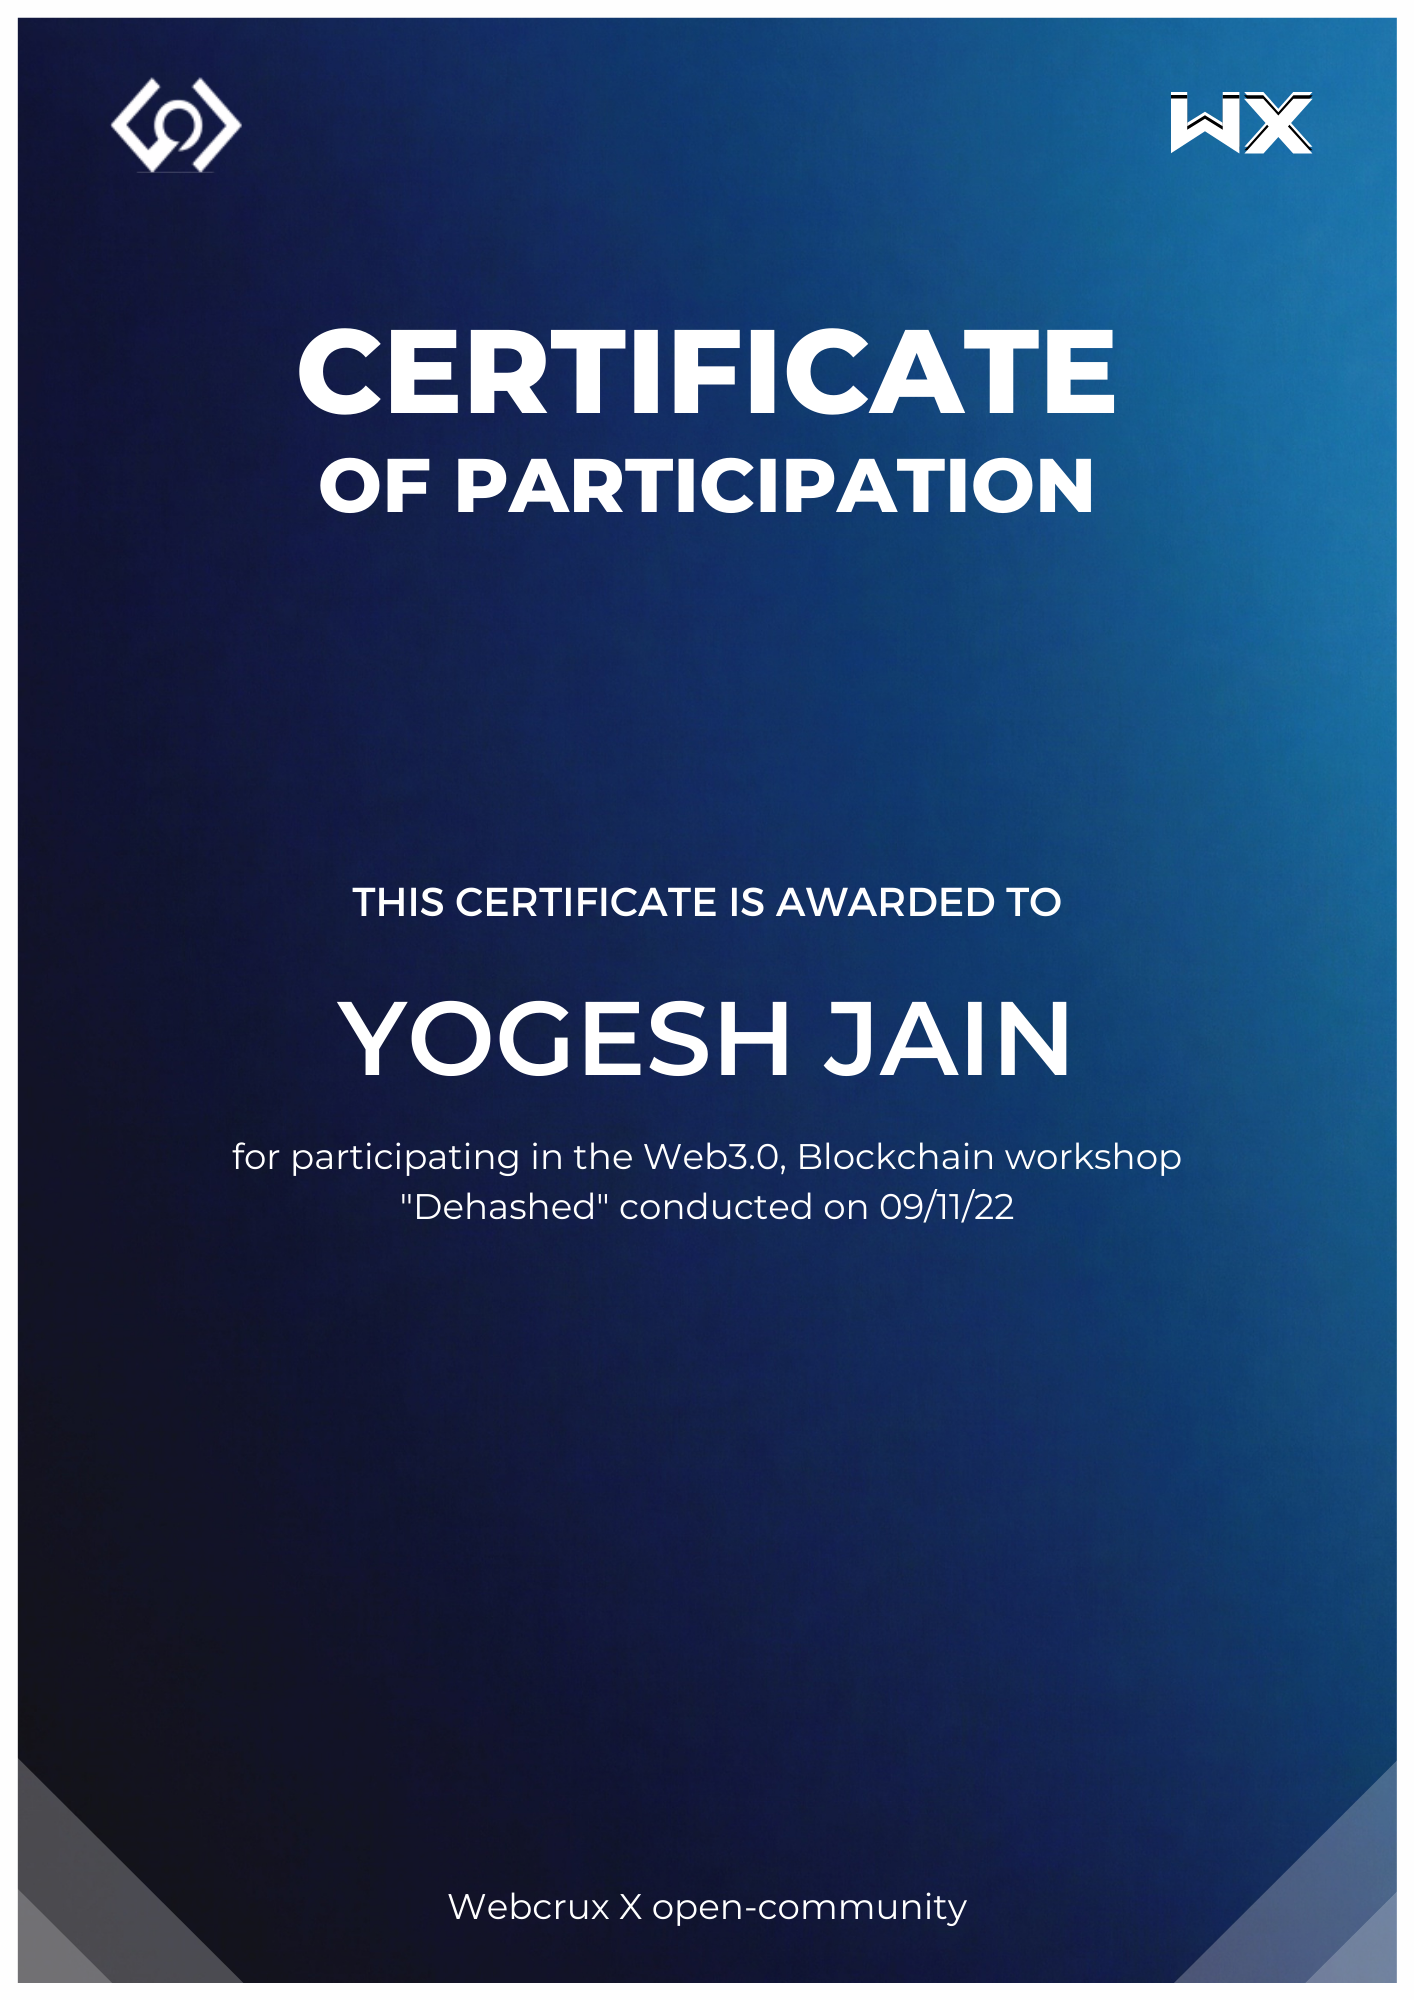 WX
CERTIFICATE
OF PARTICIPATION
THIS CERTIFICATE IS AWARDED TO
YOGESH JAIN
for participating in the Web3.0, Blockchain workshop
"Dehashed" conducted on 09/11/22
Webcrux X open-community